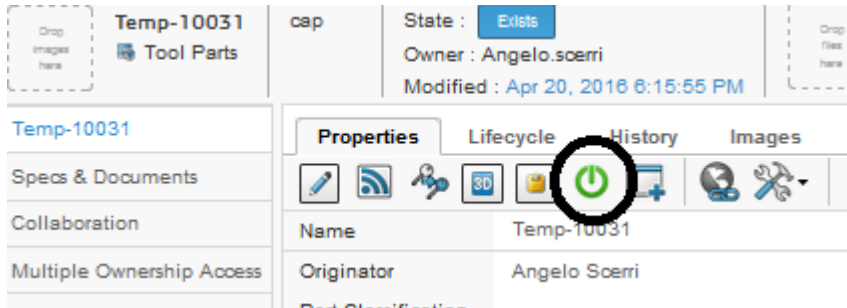 Drop
images
here
Temp-10031
Tool Parts
cap
State : Exists
Owner : Angelo.scerri
Modified : Apr 20, 2016 6:15:55 PM
Drop
files
here
Temp-10031
Specs & Documents
Collaboration
Multiple Ownership Access
Properties Lifecycle History Images
3D
Name Temp-10031
Originator Angelo Scerri
Part Classification